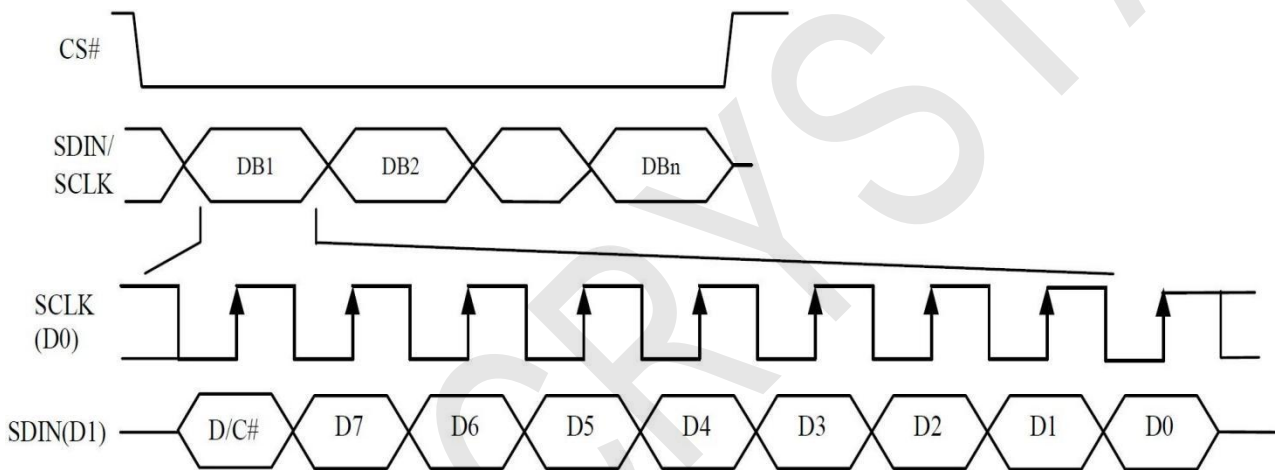 CS#
SDIN/
SCLK
DB1 DB2 DBn
SCLK
(D0)
SDIN(D1) D/C# D7 D6 D5 D4 D3 D2 D1 D0